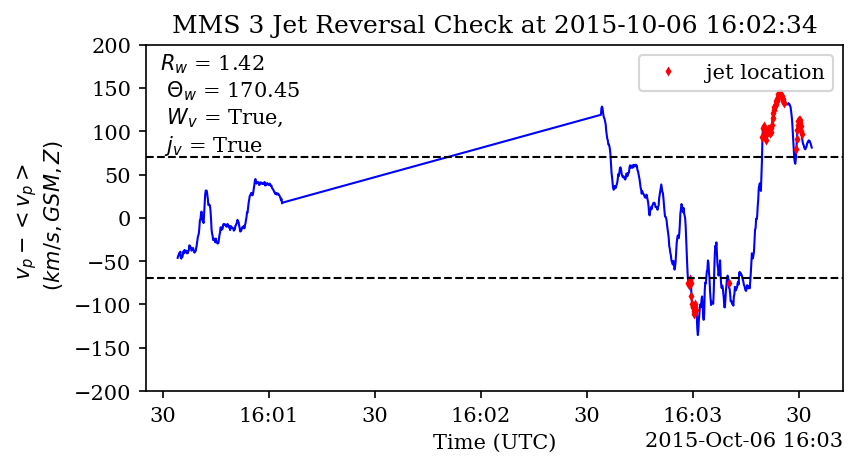 MMS 3 Jet Reversal Check at 2015-10-06 16:02:34
R_w = 1.42
Θ_w = 170.45
W_v = True,
j_v = True
jet location
200
150
100
50
0
−50
−100
−150
−200
v_p − < v_p >
(km/s, GSM, Z)
30 16:01 30 16:02 30 16:03 30
Time (UTC)
2015-Oct-06 16:03